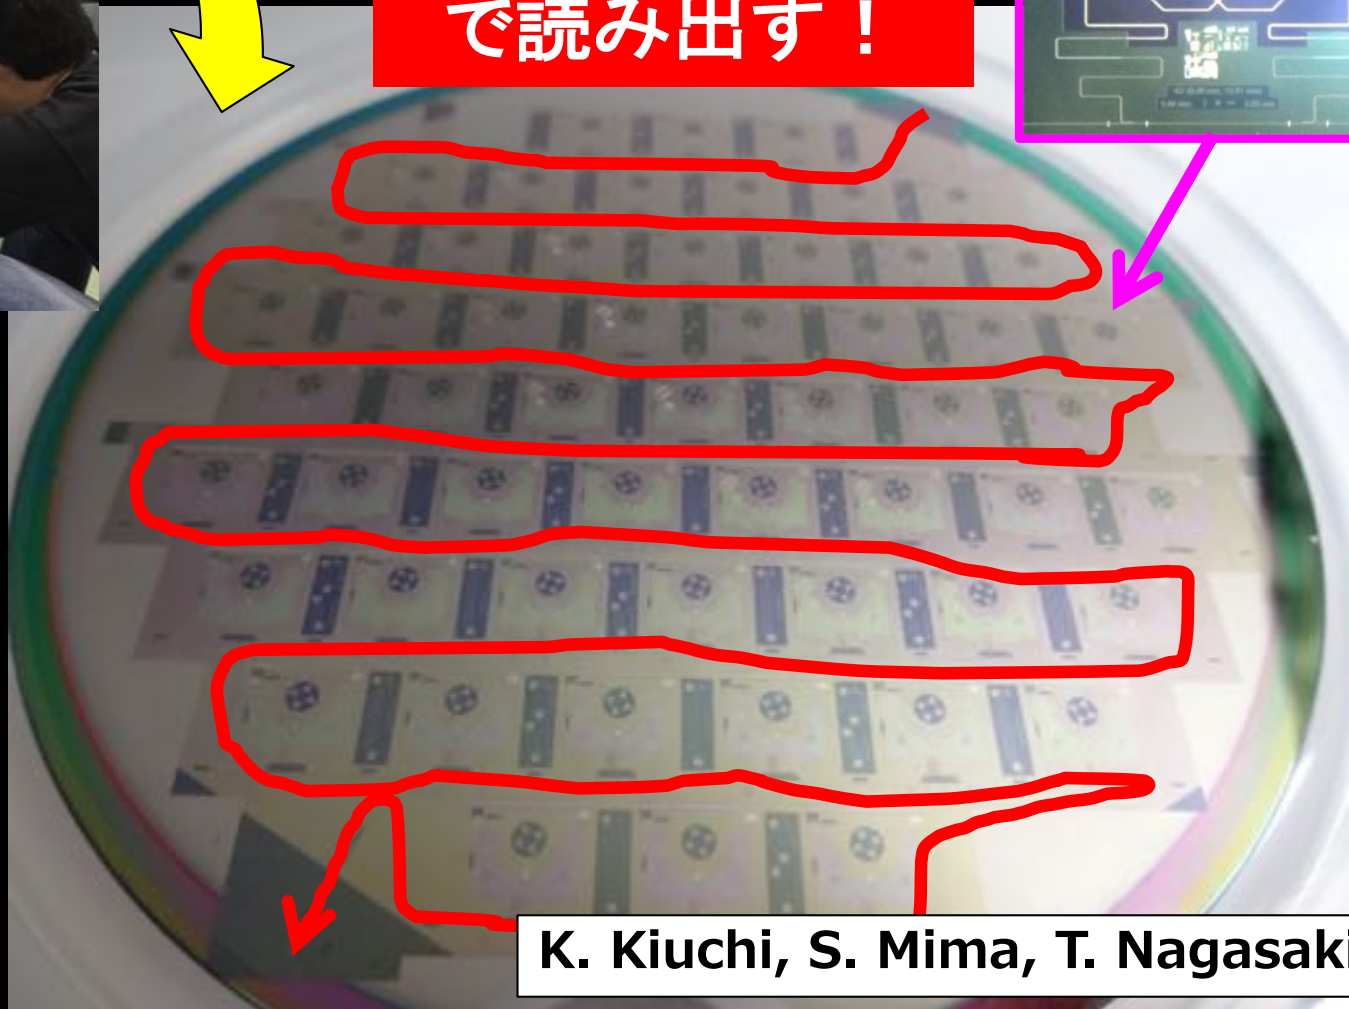 で読み出す！
K. Kiuchi, S. Mima, T. Nagasaki